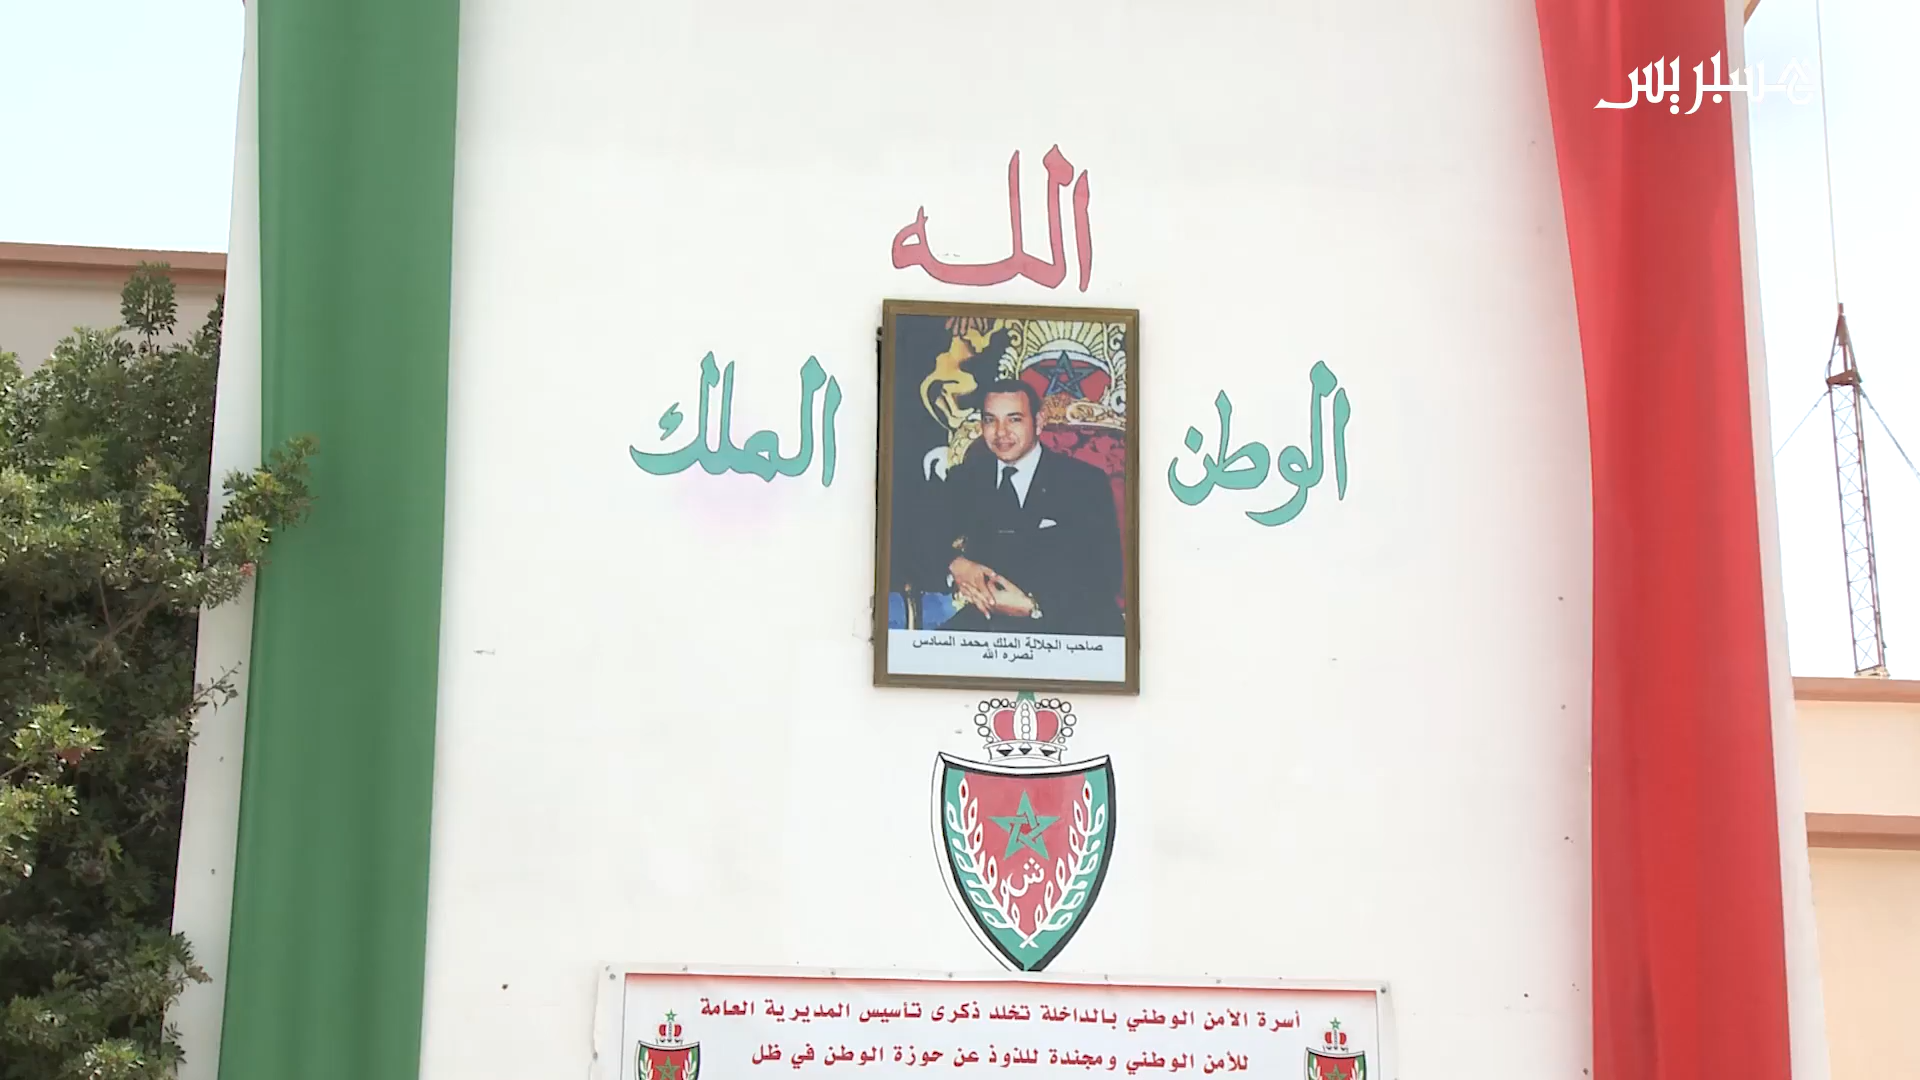 هسبريس
الله
الوطن
الملك
صاحب الجلالة الملك محمد السادس
نصره الله
ش
أسرة الأمن الوطني بالداخلة تخلد ذكرى تأسيس المديرية العامة
للأمن الوطني ومجندة للذوذ عن حوزة الوطن في ظل